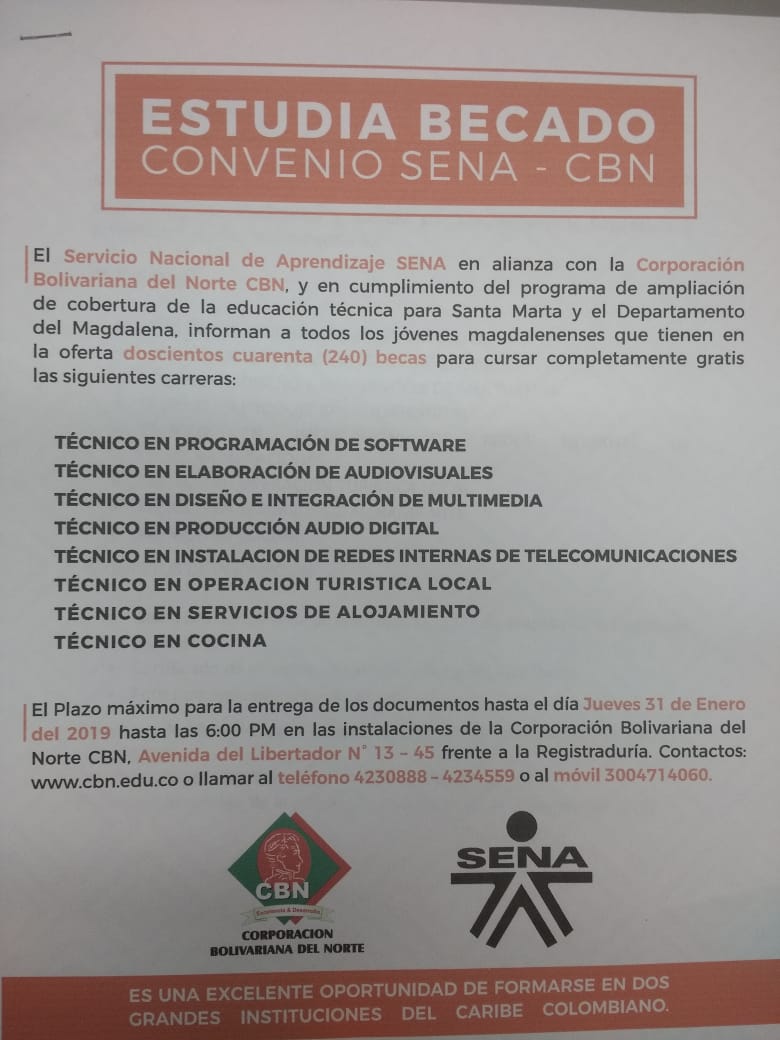 ESTUDIA BECADO
CONVENIO SENA - CBN
El Servicio Nacional de Aprendizaje SENA en alianza con la Corporación
Bolivariana del Norte CBN, y en cumplimiento del programa de ampliación
de cobertura de la educación técnica para Santa Marta y el Departamento
del Magdalena, informan a todos los jóvenes magdalenenses que tienen en
la oferta doscientos cuarenta (240) becas para cursar completamente gratis
las siguientes carreras:
TÉCNICO EN PROGRAMACIÓN DE SOFTWARE
TÉCNICO EN ELABORACIÓN DE AUDIOVISUALES
TÉCNICO EN DISEÑO E INTEGRACIÓN DE MULTIMEDIA
TÉCNICO EN PRODUCCIÓN AUDIO DIGITAL
TÉCNICO EN INSTALACION DE REDES INTERNAS DE TELECOMUNICACIONES
TÉCNICO EN OPERACION TURISTICA LOCAL
TÉCNICO EN SERVICIOS DE ALOJAMIENTO
TÉCNICO EN COCINA
El Plazo máximo para la entrega de los documentos hasta el día Jueves 31 de Enero
del 2019 hasta las 6:00 PM en las instalaciones de la Corporación Bolivariana del
Norte CBN, Avenida del Libertador N° 13 - 45 frente a la Registraduría. Contactos:
www.cbn.edu.co o llamar al teléfono 4230888 - 4234559 o al móvil 3004714060.
CBN
Excelencia & Desarrollo
CORPORACION
BOLIVARIANA DEL NORTE
SENA
ES UNA EXCELENTE OPORTUNIDAD DE FORMARSE EN DOS
GRANDES INSTITUCIONES DEL CARIBE COLOMBIANO.